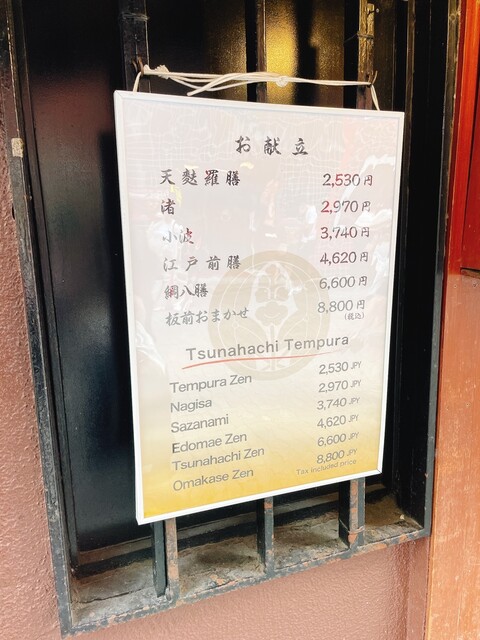 お献立
天麩羅膳 2,530円
渚 2,970円
小波 3,740円
江戸前膳 4,620円
綱八膳 6,600円
板前おまかせ 8,800円
(税込)
Tsunahachi Tempura
Tempura Zen 2,530 JPY
Nagisa 2,970 JPY
Sazanami 3,740 JPY
Edomae Zen 4,620 JPY
Tsunahachi Zen 6,600 JPY
Omakase Zen 8,800 JPY
Tax included price